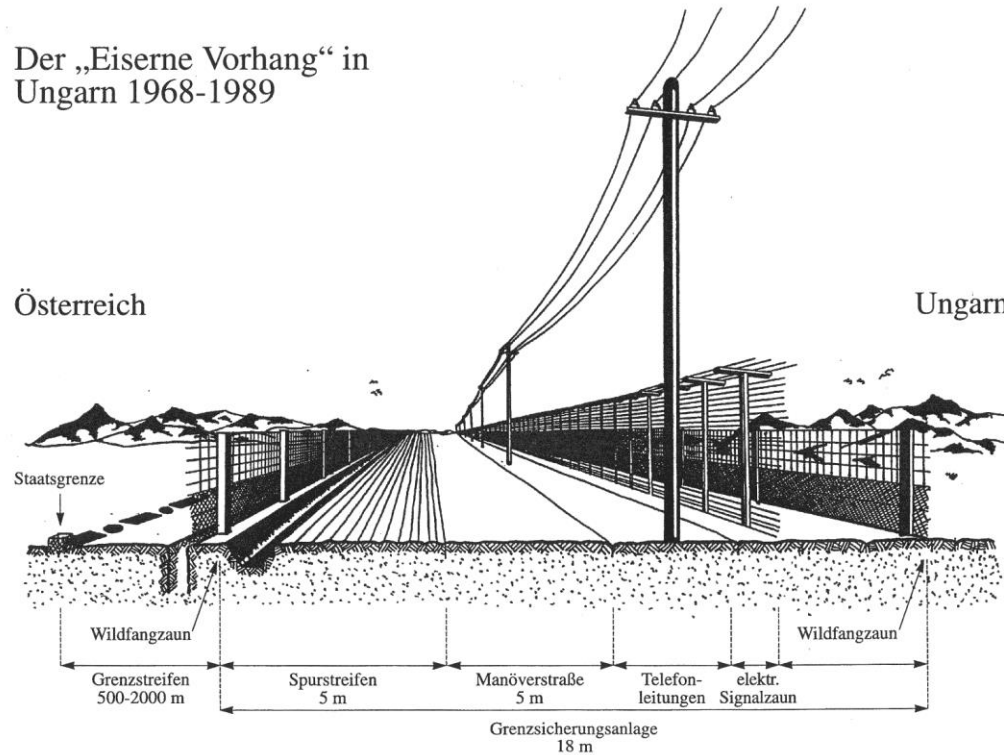 Der „Eiserne Vorhang“ in
Ungarn 1968-1989
Österreich
Ungarn
Staatsgrenze
Wildfangzaun
Wildfangzaun
Grenzstreifen
500-2000 m
Spurstreifen
5 m
Manöverstraße
5 m
Telefon-
leitungen
elektr.
Signalzaun
Grenzsicherungsanlage
18 m